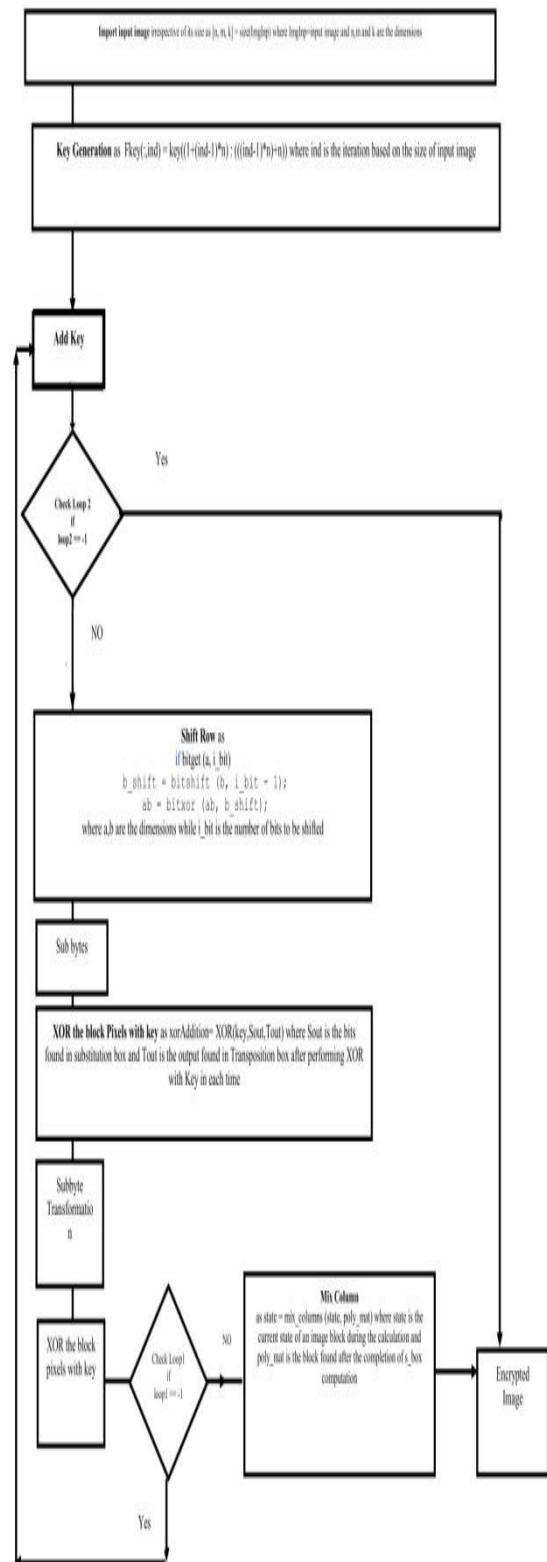 Import input image irrespective of its size as [n, m, k] = size(ImgInp) where ImgInp=input image and n,m and k are the dimensions
Key Generation as Fkey(:,ind) = key((1+(ind-1)*n) : (((ind-1)*n)+n)) where ind is the iteration based on the size of input image
Add Key
Yes
Check Loop 2
if
loop2 == -1
NO
Shift Row as
if bitget (a, i_bit)
b_shift = bitshift (b, i_bit - 1);
ab = bitxor (ab, b_shift);
where a,b are the dimensions while i_bit is the number of bits to be shifted
Sub bytes
XOR the block Pixels with key as xorAddition= XOR(key,Sout,Tout) where Sout is the bits
found in substitution box and Tout is the output found in Transposition box after performing XOR
with Key in each time
Subbyte
Transformatio
n
XOR the block
pixels with key
Check Loop1
if
loop1 == -1
NO
Mix Column
as state = mix_columns (state, poly_mat) where state is the
current state of an image block during the calculation and
poly_mat is the block found after the completion of s_box
computation
Encrypted
Image
Yes